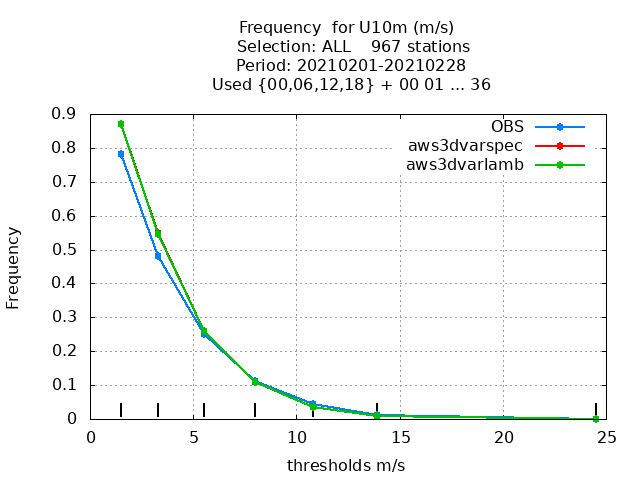 Frequency  for U10m (m/s)
Selection: ALL    967 stations
Period: 20210201-20210228
Used {00,06,12,18} + 00 01 ... 36
OBS
aws3dvarspec
aws3dvarlamb
Frequency
0.9
0.8
0.7
0.6
0.5
0.4
0.3
0.2
0.1
0
0 5 10 15 20 25
thresholds m/s